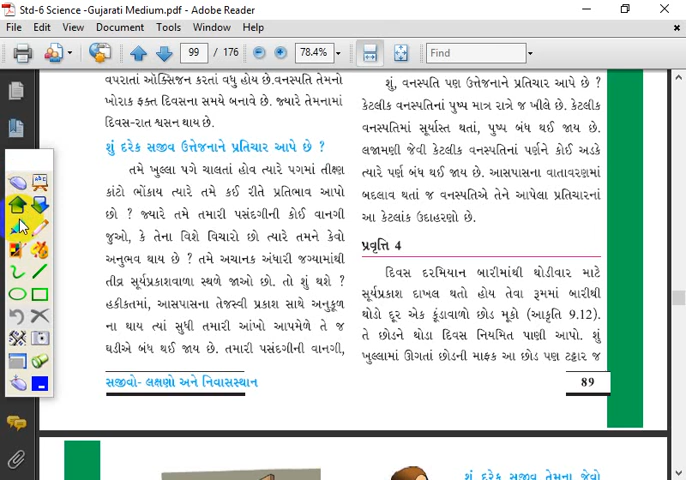 Std-6 Science -Gujarati Medium.pdf - Adobe Reader
File Edit View Document Tools Window Help
99 / 176 78.4% Find
વપરાતાં ઑક્સિજન કરતાં વધુ હોય છે.વનસ્પતિ તેમનો
ખોરાક ફક્ત દિવસના સમયે બનાવે છે. જ્યારે તેમનામાં
દિવસ-રાત શ્વસન થાય છે.
શું દરેક સજીવ ઉત્તેજનાને પ્રતિચાર આપે છે ?
તમે ખુલ્લા પગે ચાલતાં હોવ ત્યારે પગમાં તીક્ષ્ણ
કાંટો ભોંકાય ત્યારે તમે કઈ રીતે પ્રતિભાવ આપો
છો ? જ્યારે તમે તમારી પસંદગીની કોઈ વાનગી
જુઓ, કે તેના વિશે વિચારો છો ત્યારે તમને કેવો
અનુભવ થાય છે ? તમે અચાનક અંધારી જગ્યામાંથી
તીવ્ર સૂર્યપ્રકાશવાળા સ્થળે જાઓ છો. તો શું થશે ?
હકીકતમાં, આસપાસના તેજસ્વી પ્રકાશ સાથે અનુકૂળ
ના થાય ત્યાં સુધી તમારી આંખો આપમેળે તે જ
ઘડીએ બંધ થઈ જાય છે. તમારી પસંદગીની વાનગી,
સજીવો- લક્ષણો અને નિવાસસ્થાન
શું, વનસ્પતિ પણ ઉત્તેજનાને પ્રતિચાર આપે છે ?
કેટલીક વનસ્પતિનાં પુષ્પ માત્ર રાત્રે જ ખીલે છે. કેટલીક
વનસ્પતિમાં સૂર્યાસ્ત થતાં, પુષ્પ બંધ થઈ જાય છે.
લજામણી જેવી કેટલીક વનસ્પતિનાં પર્ણને કોઈ અડકે
ત્યારે પર્ણ બંધ થઈ જાય છે. આસપાસના વાતાવરણમાં
બદલાવ થતાં જ વનસ્પતિએ તેને આપેલા પ્રતિચારનાં
આ કેટલાંક ઉદાહરણો છે.
પ્રવૃત્તિ 4
દિવસ દરમિયાન બારીમાંથી થોડીવાર માટે
સૂર્યપ્રકાશ દાખલ થતો હોય તેવા રૂમમાં બારીથી
થોડો દૂર એક કૂંડાવાળો છોડ મૂકો (આકૃતિ 9.12).
તે છોડને થોડા દિવસ નિયમિત પાણી આપો. શું
ખુલ્લામાં ઊગતાં છોડની માફક આ છોડ પણ ટટ્ટાર જ
89
શું દરેક સજીવ તેમના જેવો